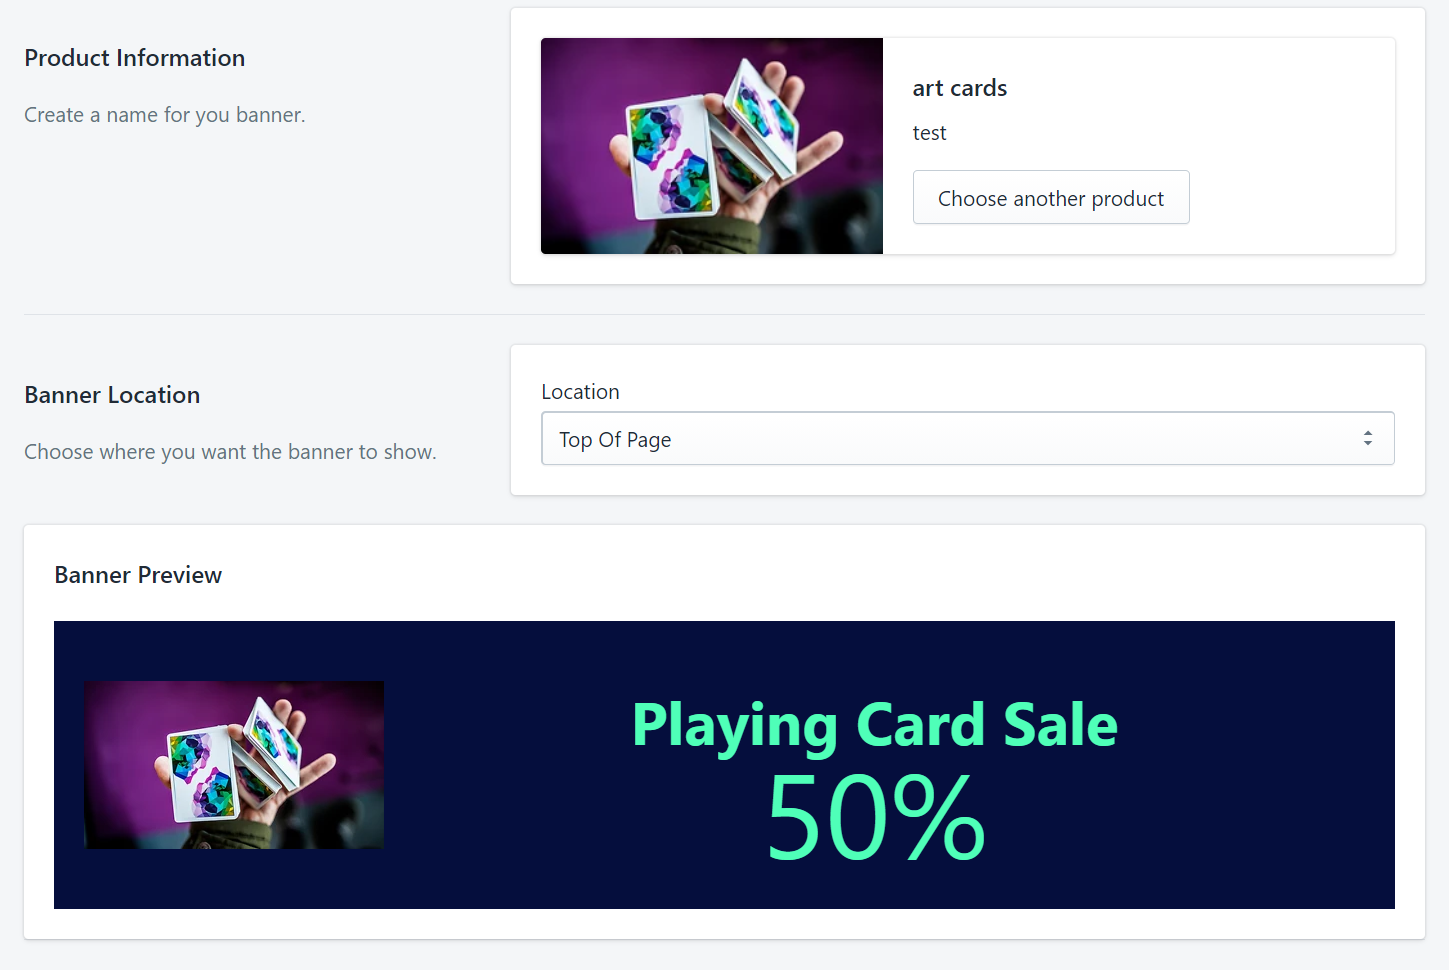 Product Information
Create a name for you banner.
art cards
test
Choose another product
Banner Location
Choose where you want the banner to show.
Location
Top Of Page
Banner Preview
Playing Card Sale
50%